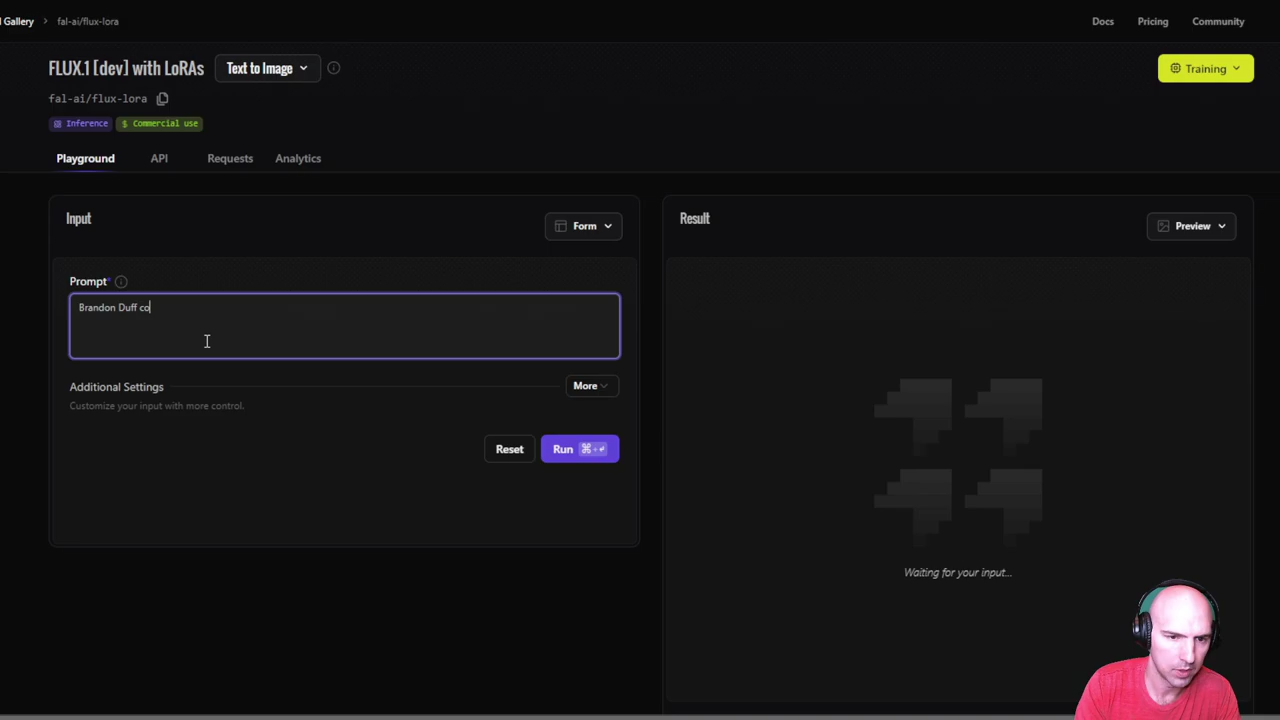 Gallery > fal-ai/flux-lora
Docs Pricing Community
FLUX.1 [dev] with LoRAs Text to Image
Training
fal-ai/flux-lora
Inference $ Commercial use
Playground API Requests Analytics
Input
Form
Prompt*
Brandon Duff co
Additional Settings
More
Customize your input with more control.
Reset
Run ⌘+↵
Result
Preview
Waiting for your input...